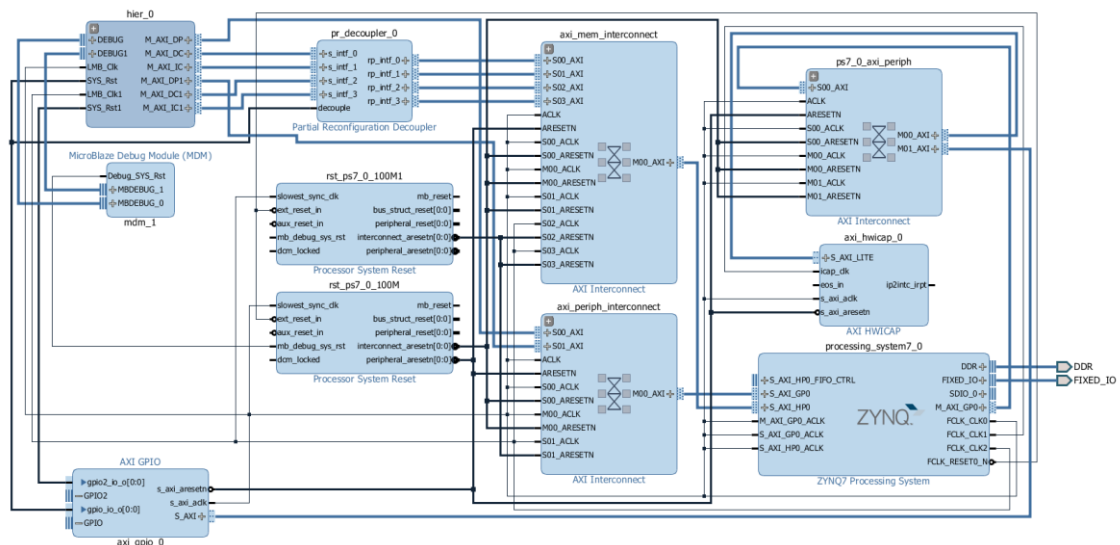 hier_0
DEBUG
DEBUG1
LMB_Clk
SYS_Rst
LMB_Clk1
SYS_Rst1
M_AXI_DP
M_AXI_DC
M_AXI_IC
M_AXI_DP1
M_AXI_DC1
M_AXI_IC1
MicroBlaze Debug Module (MDM)
Debug_SYS_Rst
MBDEBUG_1
MBDEBUG_0
mdm_1
pr_decoupler_0
s_intf_0
s_intf_1
s_intf_2
s_intf_3
decouple
rp_intf_0
rp_intf_1
rp_intf_2
rp_intf_3
Partial Reconfiguration Decoupler
rst_ps7_0_100M1
slowest_sync_clk
ext_reset_in
aux_reset_in
mb_debug_sys_rst
dcm_locked
mb_reset
bus_struct_reset[0:0]
peripheral_reset[0:0]
interconnect_aresetn[0:0]
peripheral_aresetn[0:0]
Processor System Reset
rst_ps7_0_100M
slowest_sync_clk
ext_reset_in
aux_reset_in
mb_debug_sys_rst
dcm_locked
mb_reset
bus_struct_reset[0:0]
peripheral_reset[0:0]
interconnect_aresetn[0:0]
peripheral_aresetn[0:0]
Processor System Reset
AXI GPIO
gpio2_io_o[0:0]
GPIO2
gpio_io_o[0:0]
GPIO
s_axi_aresetn
s_axi_aclk
S_AXI
axi_gpio_0
axi_mem_interconnect
S00_AXI
S01_AXI
S02_AXI
S03_AXI
ACLK
ARESETN
S00_ACLK
S00_ARESETN
M00_ACLK
M00_ARESETN
S01_ACLK
S01_ARESETN
S02_ACLK
S02_ARESETN
S03_ACLK
S03_ARESETN
M00_AXI
AXI Interconnect
axi_periph_interconnect
S00_AXI
S01_AXI
ACLK
ARESETN
S00_ACLK
S00_ARESETN
M00_ACLK
M00_ARESETN
S01_ACLK
S01_ARESETN
M00_AXI
AXI Interconnect
ps7_0_axi_periph
S00_AXI
ACLK
ARESETN
S00_ACLK
S00_ARESETN
M00_ACLK
M00_ARESETN
M01_ACLK
M01_ARESETN
M00_AXI
M01_AXI
AXI Interconnect
axi_hwicap_0
S_AXI_LITE
icap_clk
eos_in
s_axi_aclk
s_axi_aresetn
ip2intc_irpt
AXI HWICAP
processing_system7_0
S_AXI_HP0_FIFO_CTRL
S_AXI_GP0
S_AXI_HP0
M_AXI_GP0_ACLK
S_AXI_GP0_ACLK
S_AXI_HP0_ACLK
ZYNQ
DDR
FIXED_IO
SDIO_0
M_AXI_GP0
FCLK_CLK0
FCLK_CLK1
FCLK_CLK2
FCLK_RESET0_N
ZYNQ7 Processing System
DDR
FIXED_IO